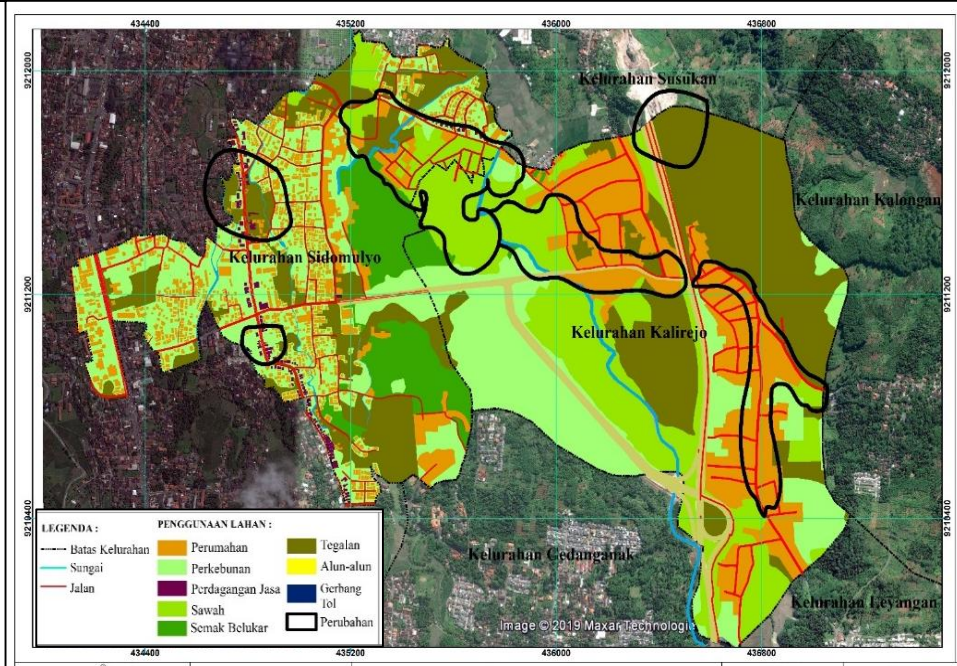 434400 435200 436000 436800
9212000 9212000
Kelurahan Susukan
Kelurahan Kalongan
Kelurahan Sidomulyo
9211200 9211200
Kelurahan Kalirejo
9210400 9210400
Kelurahan Gedanganak
Kelurahan Leyangan
LEGENDA :
Batas Kelurahan
Sungai
Jalan
PENGGUNAAN LAHAN :
Perumahan
Perkebunan
Perdagangan Jasa
Sawah
Semak Belukar
Tegalan
Alun-alun
Gerbang
Tol
Perubahan
Image © 2019 Maxar Technologie
434400 435200 436000 436800